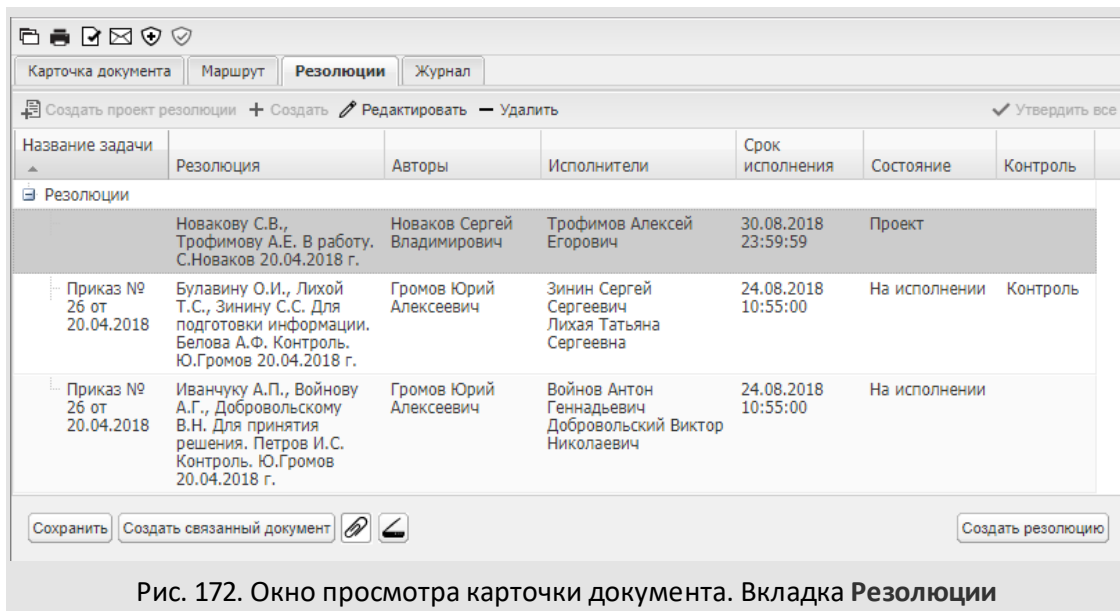 Карточка документа Маршрут Резолюции Журнал
Создать проект резолюции Создать Редактировать Удалить Утвердить все
Название задачи Резолюция Авторы Исполнители Срок исполнения Состояние Контроль
Резолюции
Новакову С.В.,
Трофимову А.Е. В работу.
С.Новаков 20.04.2018 г.
Новаков Сергей
Владимирович
Трофимов Алексей
Егорович
30.08.2018
23:59:59
Проект
Приказ №
26 от
20.04.2018
Булавину О.И., Лихой
Т.С., Зинину С.С. Для
подготовки информации.
Белова А.Ф. Контроль.
Ю.Громов 20.04.2018 г.
Громов Юрий
Алексеевич
Зинин Сергей
Сергеевич
Лихая Татьяна
Сергеевна
24.08.2018
10:55:00
На исполнении
Контроль
Приказ №
26 от
20.04.2018
Иванчуку А.П., Войнову
А.Г., Добровольскому
В.Н. Для принятия
решения. Петров И.С.
Контроль. Ю.Громов
20.04.2018 г.
Громов Юрий
Алексеевич
Войнов Антон
Геннадьевич
Добровольский Виктор
Николаевич
24.08.2018
10:55:00
На исполнении
Сохранить Создать связанный документ Создать резолюцию
Рис. 172. Окно просмотра карточки документа. Вкладка Резолюции